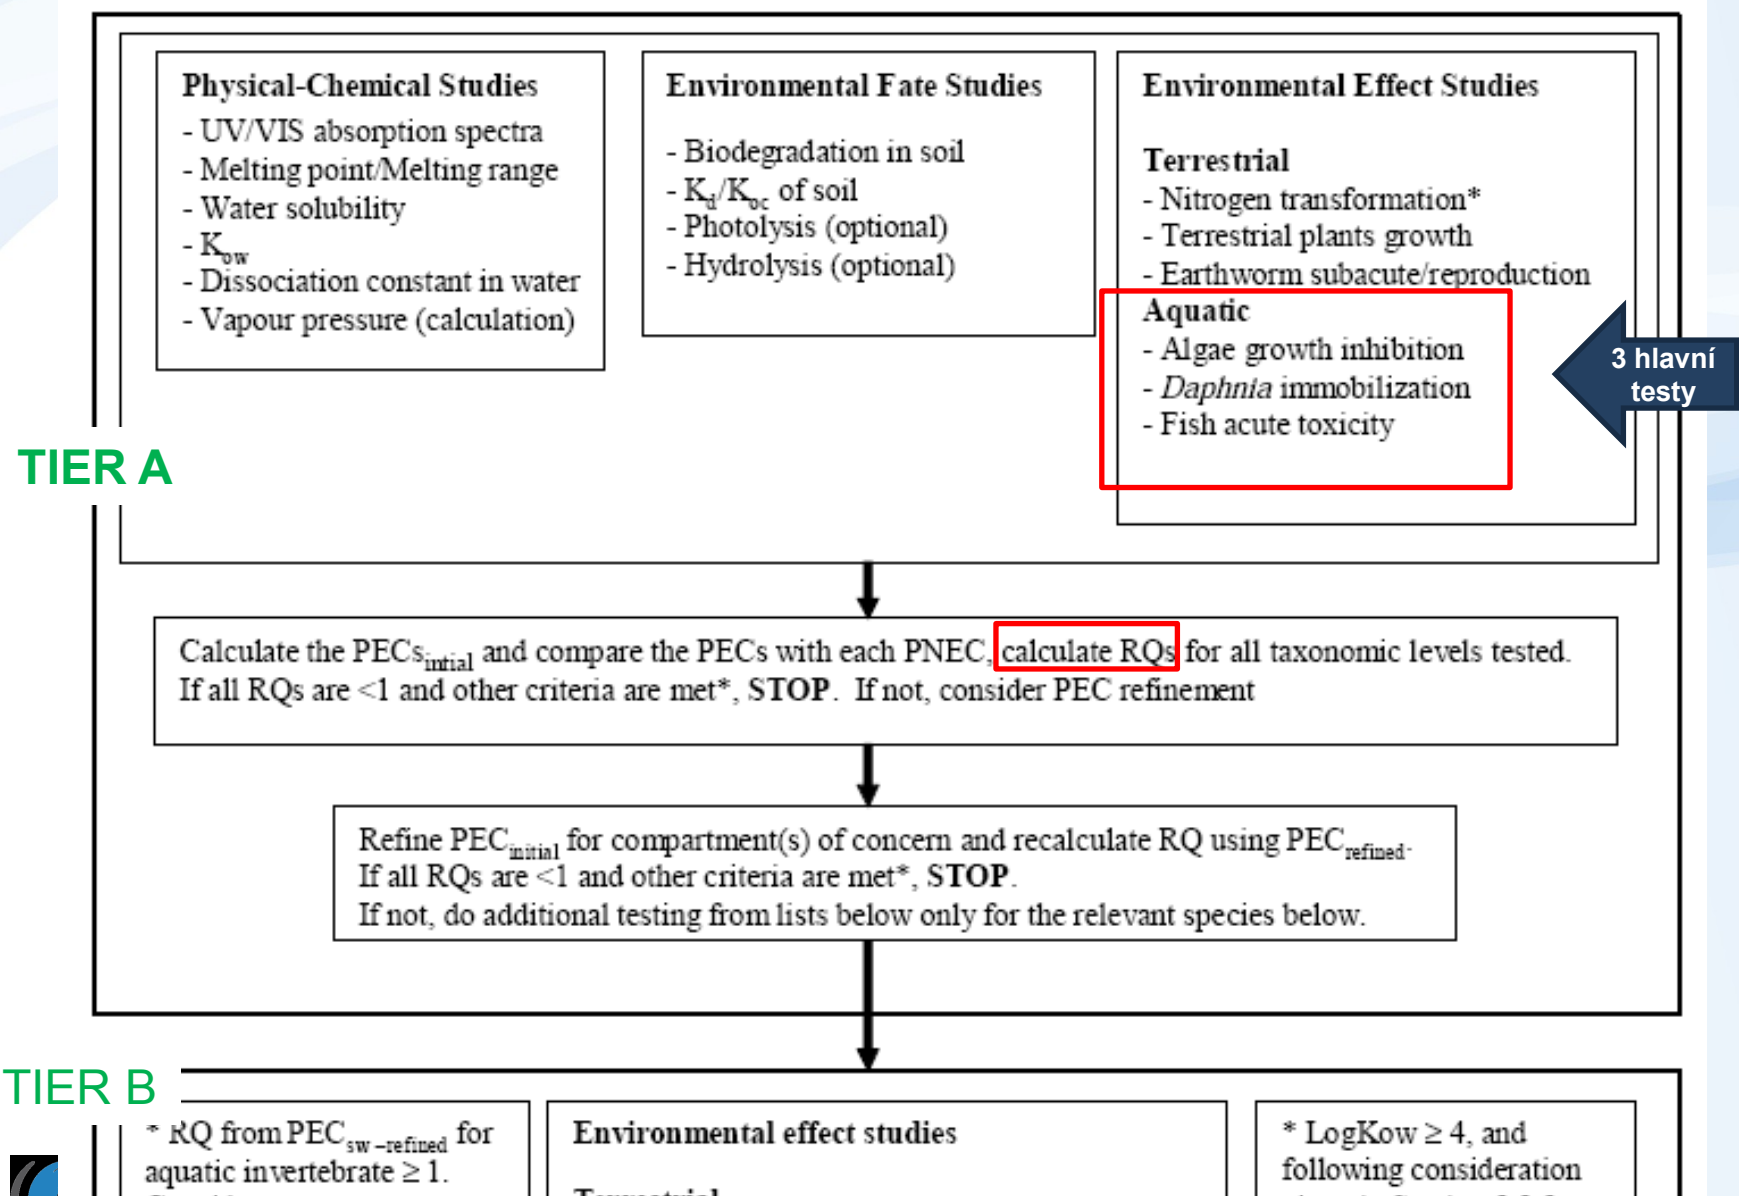 Physical-Chemical Studies
- UV/VIS absorption spectra
- Melting point/Melting range
- Water solubility
- Kow
- Dissociation constant in water
- Vapour pressure (calculation)
Environmental Fate Studies
- Biodegradation in soil
- Kd/Koc of soil
- Photolysis (optional)
- Hydrolysis (optional)
Environmental Effect Studies
Terrestrial
- Nitrogen transformation*
- Terrestrial plants growth
- Earthworm subacute/reproduction
Aquatic
- Algae growth inhibition
- Daphnia immobilization
- Fish acute toxicity
3 hlavní
testy
TIER A
Calculate the PECsintial and compare the PECs with each PNEC, calculate RQs for all taxonomic levels tested.
If all RQs are <1 and other criteria are met*, STOP. If not, consider PEC refinement
Refine PECinitial for compartment(s) of concern and recalculate RQ using PECrefined.
If all RQs are <1 and other criteria are met*, STOP.
If not, do additional testing from lists below only for the relevant species below.
TIER B
* RQ from PECsw-refined for
aquatic invertebrate ≥ 1.
Environmental effect studies
Terrestrial
* LogKow ≥ 4, and
following consideration